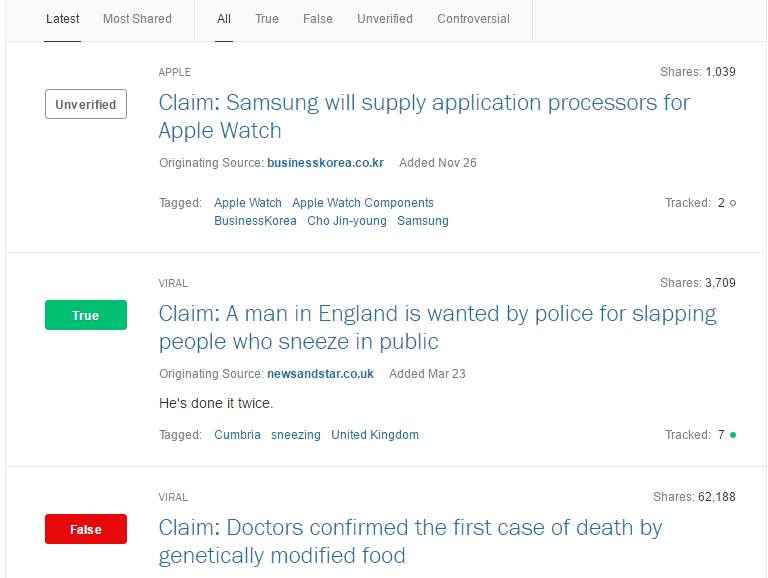 Latest Most Shared All True False Unverified Controversial
APPLE Shares: 1,039
Unverified
Claim: Samsung will supply application processors for
Apple Watch
Originating Source: businesskorea.co.kr Added Nov 26
Tagged: Apple Watch Apple Watch Components Tracked: 2
BusinessKorea Cho Jin-young Samsung
VIRAL Shares: 3,709
True
Claim: A man in England is wanted by police for slapping
people who sneeze in public
Originating Source: newsandstar.co.uk Added Mar 23
He's done it twice.
Tagged: Cumbria sneezing United Kingdom Tracked: 7
VIRAL Shares: 62,188
False
Claim: Doctors confirmed the first case of death by
genetically modified food